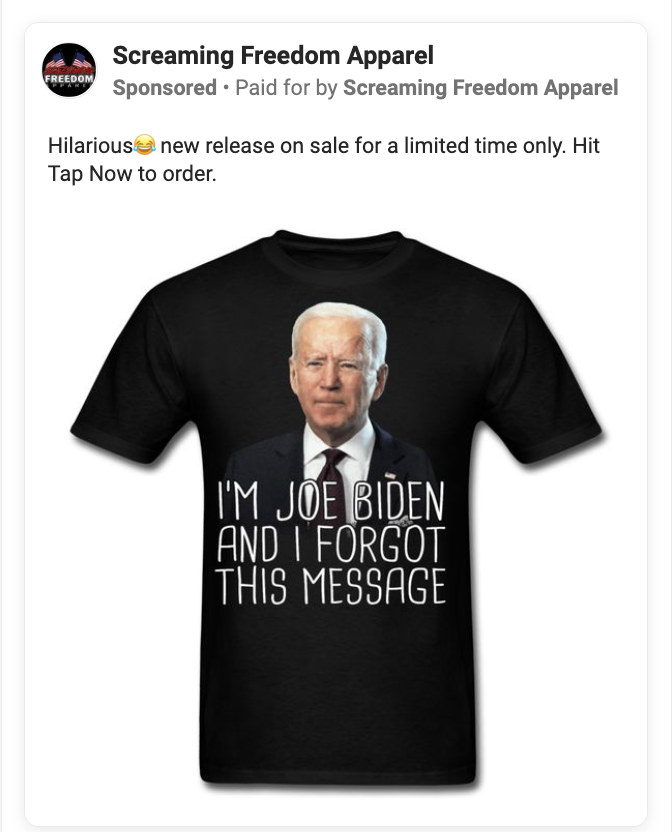 Screaming Freedom Apparel
Sponsored • Paid for by Screaming Freedom Apparel
FREEDOM
Hilarious😂 new release on sale for a limited time only. Hit
Tap Now to order.
I'M JOE BIDEN
AND I FORGOT
THIS MESSAGE